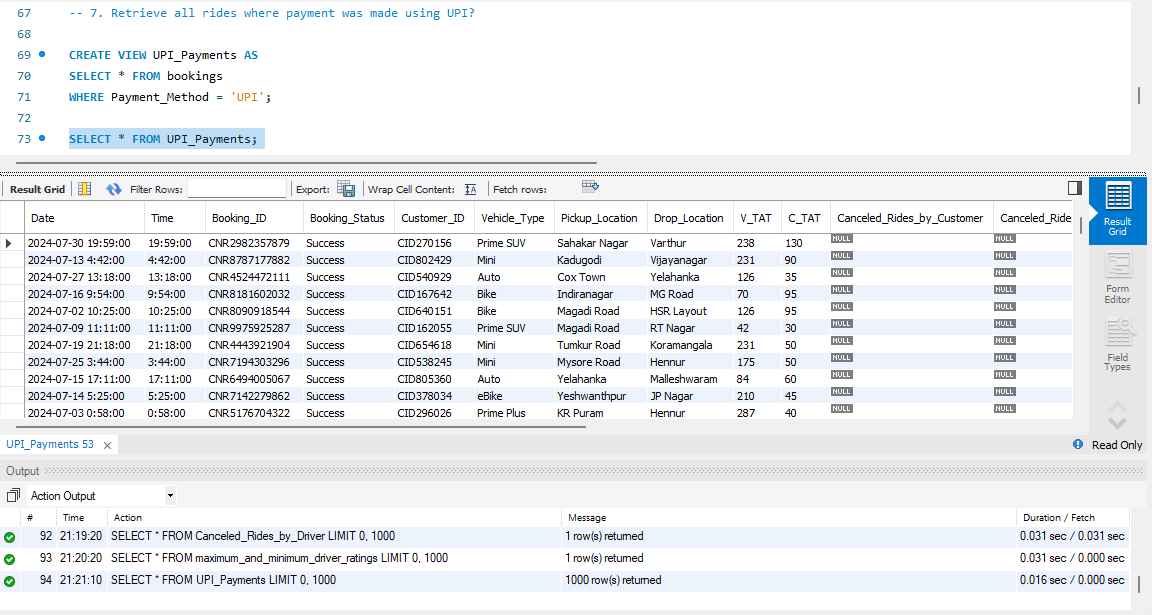 67 -- 7. Retrieve all rides where payment was made using UPI?
68
69 CREATE VIEW UPI_Payments AS
70 SELECT * FROM bookings
71 WHERE Payment_Method = 'UPI';
72
73 SELECT * FROM UPI_Payments;
Result Grid Filter Rows: Export: Wrap Cell Content: Fetch rows:
Date Time Booking_ID Booking_Status Customer_ID Vehicle_Type Pickup_Location Drop_Location V_TAT C_TAT Canceled_Rides_by_Customer Canceled_Ride
2024-07-30 19:59:00 19:59:00 CNR2982357879 Success CID270156 Prime SUV Sahakar Nagar Varthur 238 130 NULL NULL
2024-07-13 4:42:00 4:42:00 CNR8787177882 Success CID802429 Mini Kadugodi Vijayanagar 231 90 NULL NULL
2024-07-27 13:18:00 13:18:00 CNR4524472111 Success CID540929 Auto Cox Town Yelahanka 126 35 NULL NULL
2024-07-16 9:54:00 9:54:00 CNR8181602032 Success CID167642 Bike Indiranagar MG Road 70 95 NULL NULL
2024-07-02 10:25:00 10:25:00 CNR8090918544 Success CID640151 Bike Magadi Road HSR Layout 126 95 NULL NULL
2024-07-09 11:11:00 11:11:00 CNR9975925287 Success CID162055 Prime SUV Magadi Road RT Nagar 42 30 NULL NULL
2024-07-19 21:18:00 21:18:00 CNR4443921904 Success CID654618 Mini Tumkur Road Koramangala 231 50 NULL NULL
2024-07-25 3:44:00 3:44:00 CNR7194303296 Success CID538245 Mini Mysore Road Hennur 175 50 NULL NULL
2024-07-15 17:11:00 17:11:00 CNR6494005067 Success CID805360 Auto Yelahanka Malleshwaram 84 60 NULL NULL
2024-07-14 5:25:00 5:25:00 CNR7142279862 Success CID378034 eBike Yeshwanthpur JP Nagar 210 45 NULL NULL
2024-07-03 0:58:00 0:58:00 CNR5176704322 Success CID296026 Prime Plus KR Puram Hennur 287 40 NULL NULL
Result
Grid
Form
Editor
Field
Types
UPI_Payments 53 Read Only
Output
Action Output
# Time Action Message Duration / Fetch
92 21:19:20 SELECT * FROM Canceled_Rides_by_Driver LIMIT 0, 1000 1 row(s) returned 0.031 sec / 0.031 sec
93 21:20:20 SELECT * FROM maximum_and_minimum_driver_ratings LIMIT 0, 1000 1 row(s) returned 0.031 sec / 0.000 sec
94 21:21:10 SELECT * FROM UPI_Payments LIMIT 0, 1000 1000 row(s) returned 0.016 sec / 0.000 sec